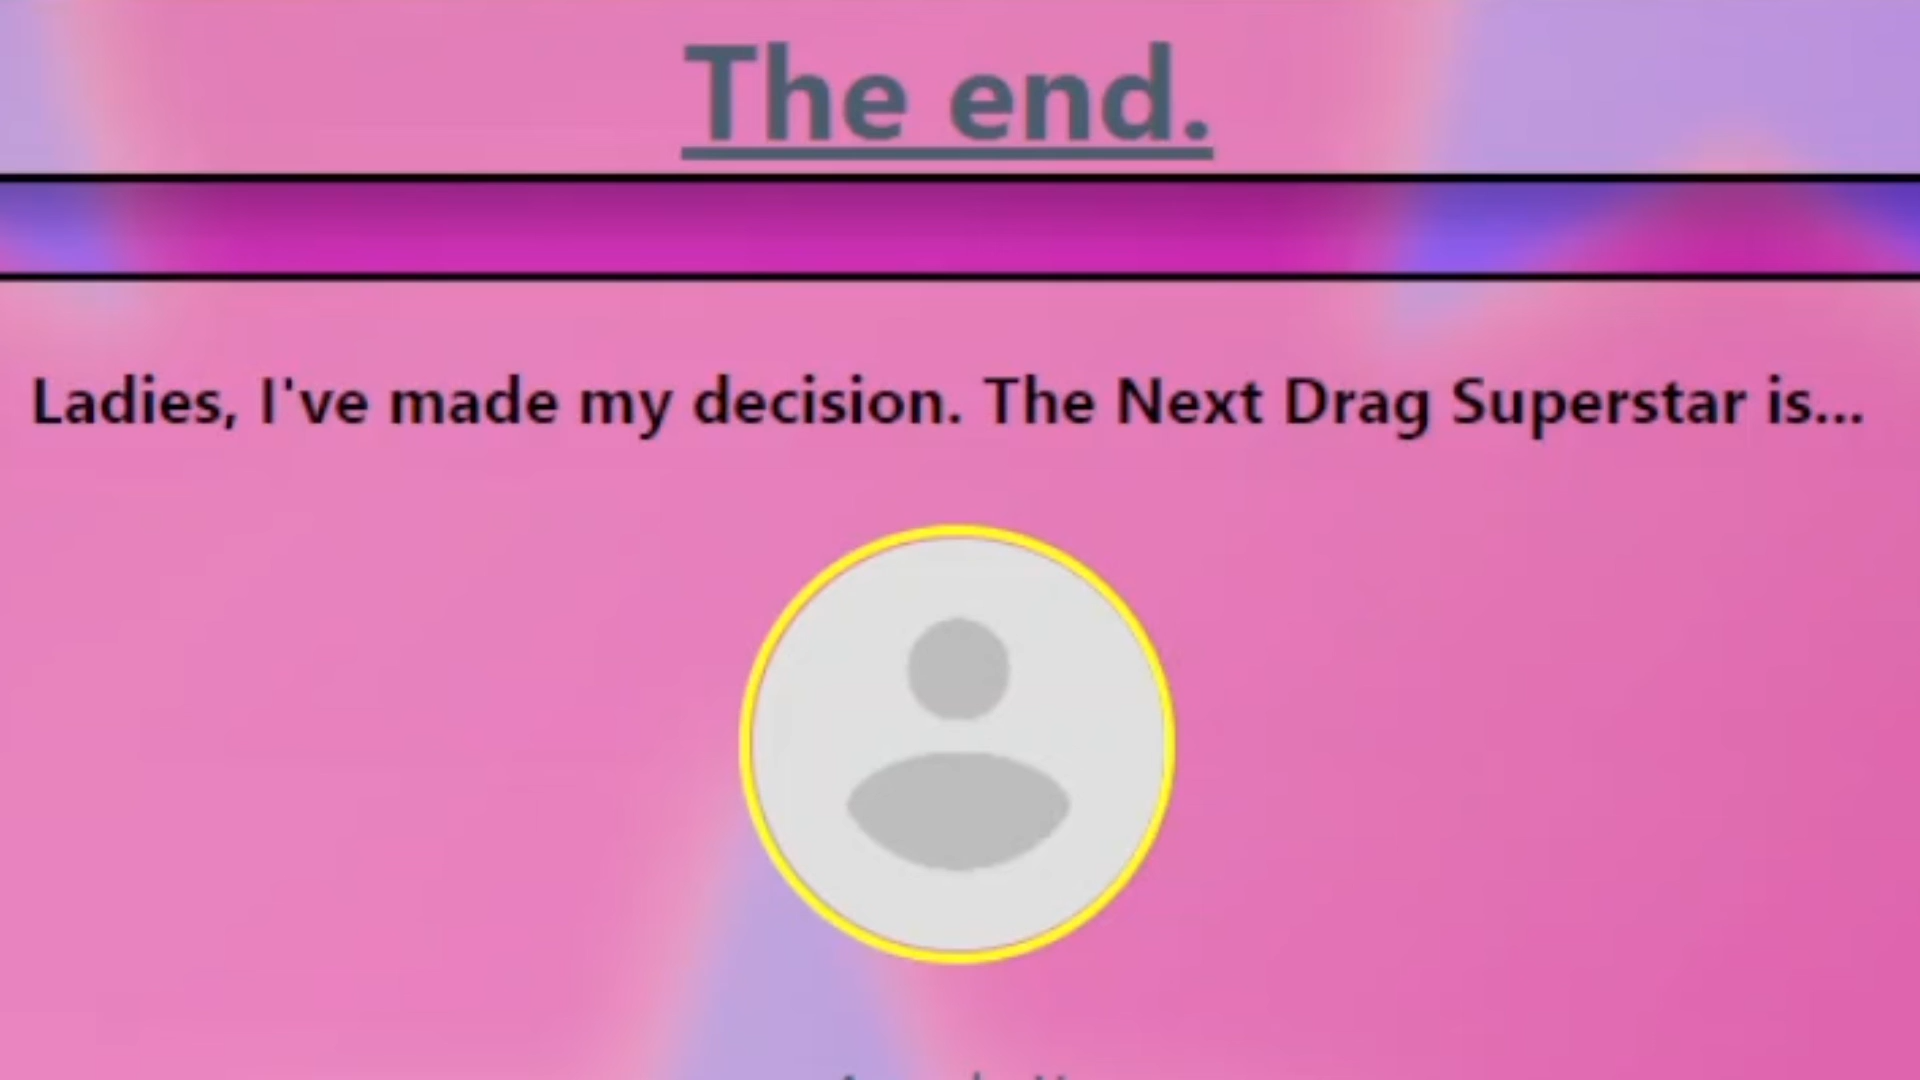 The end.
Ladies, I've made my decision. The Next Drag Superstar is...